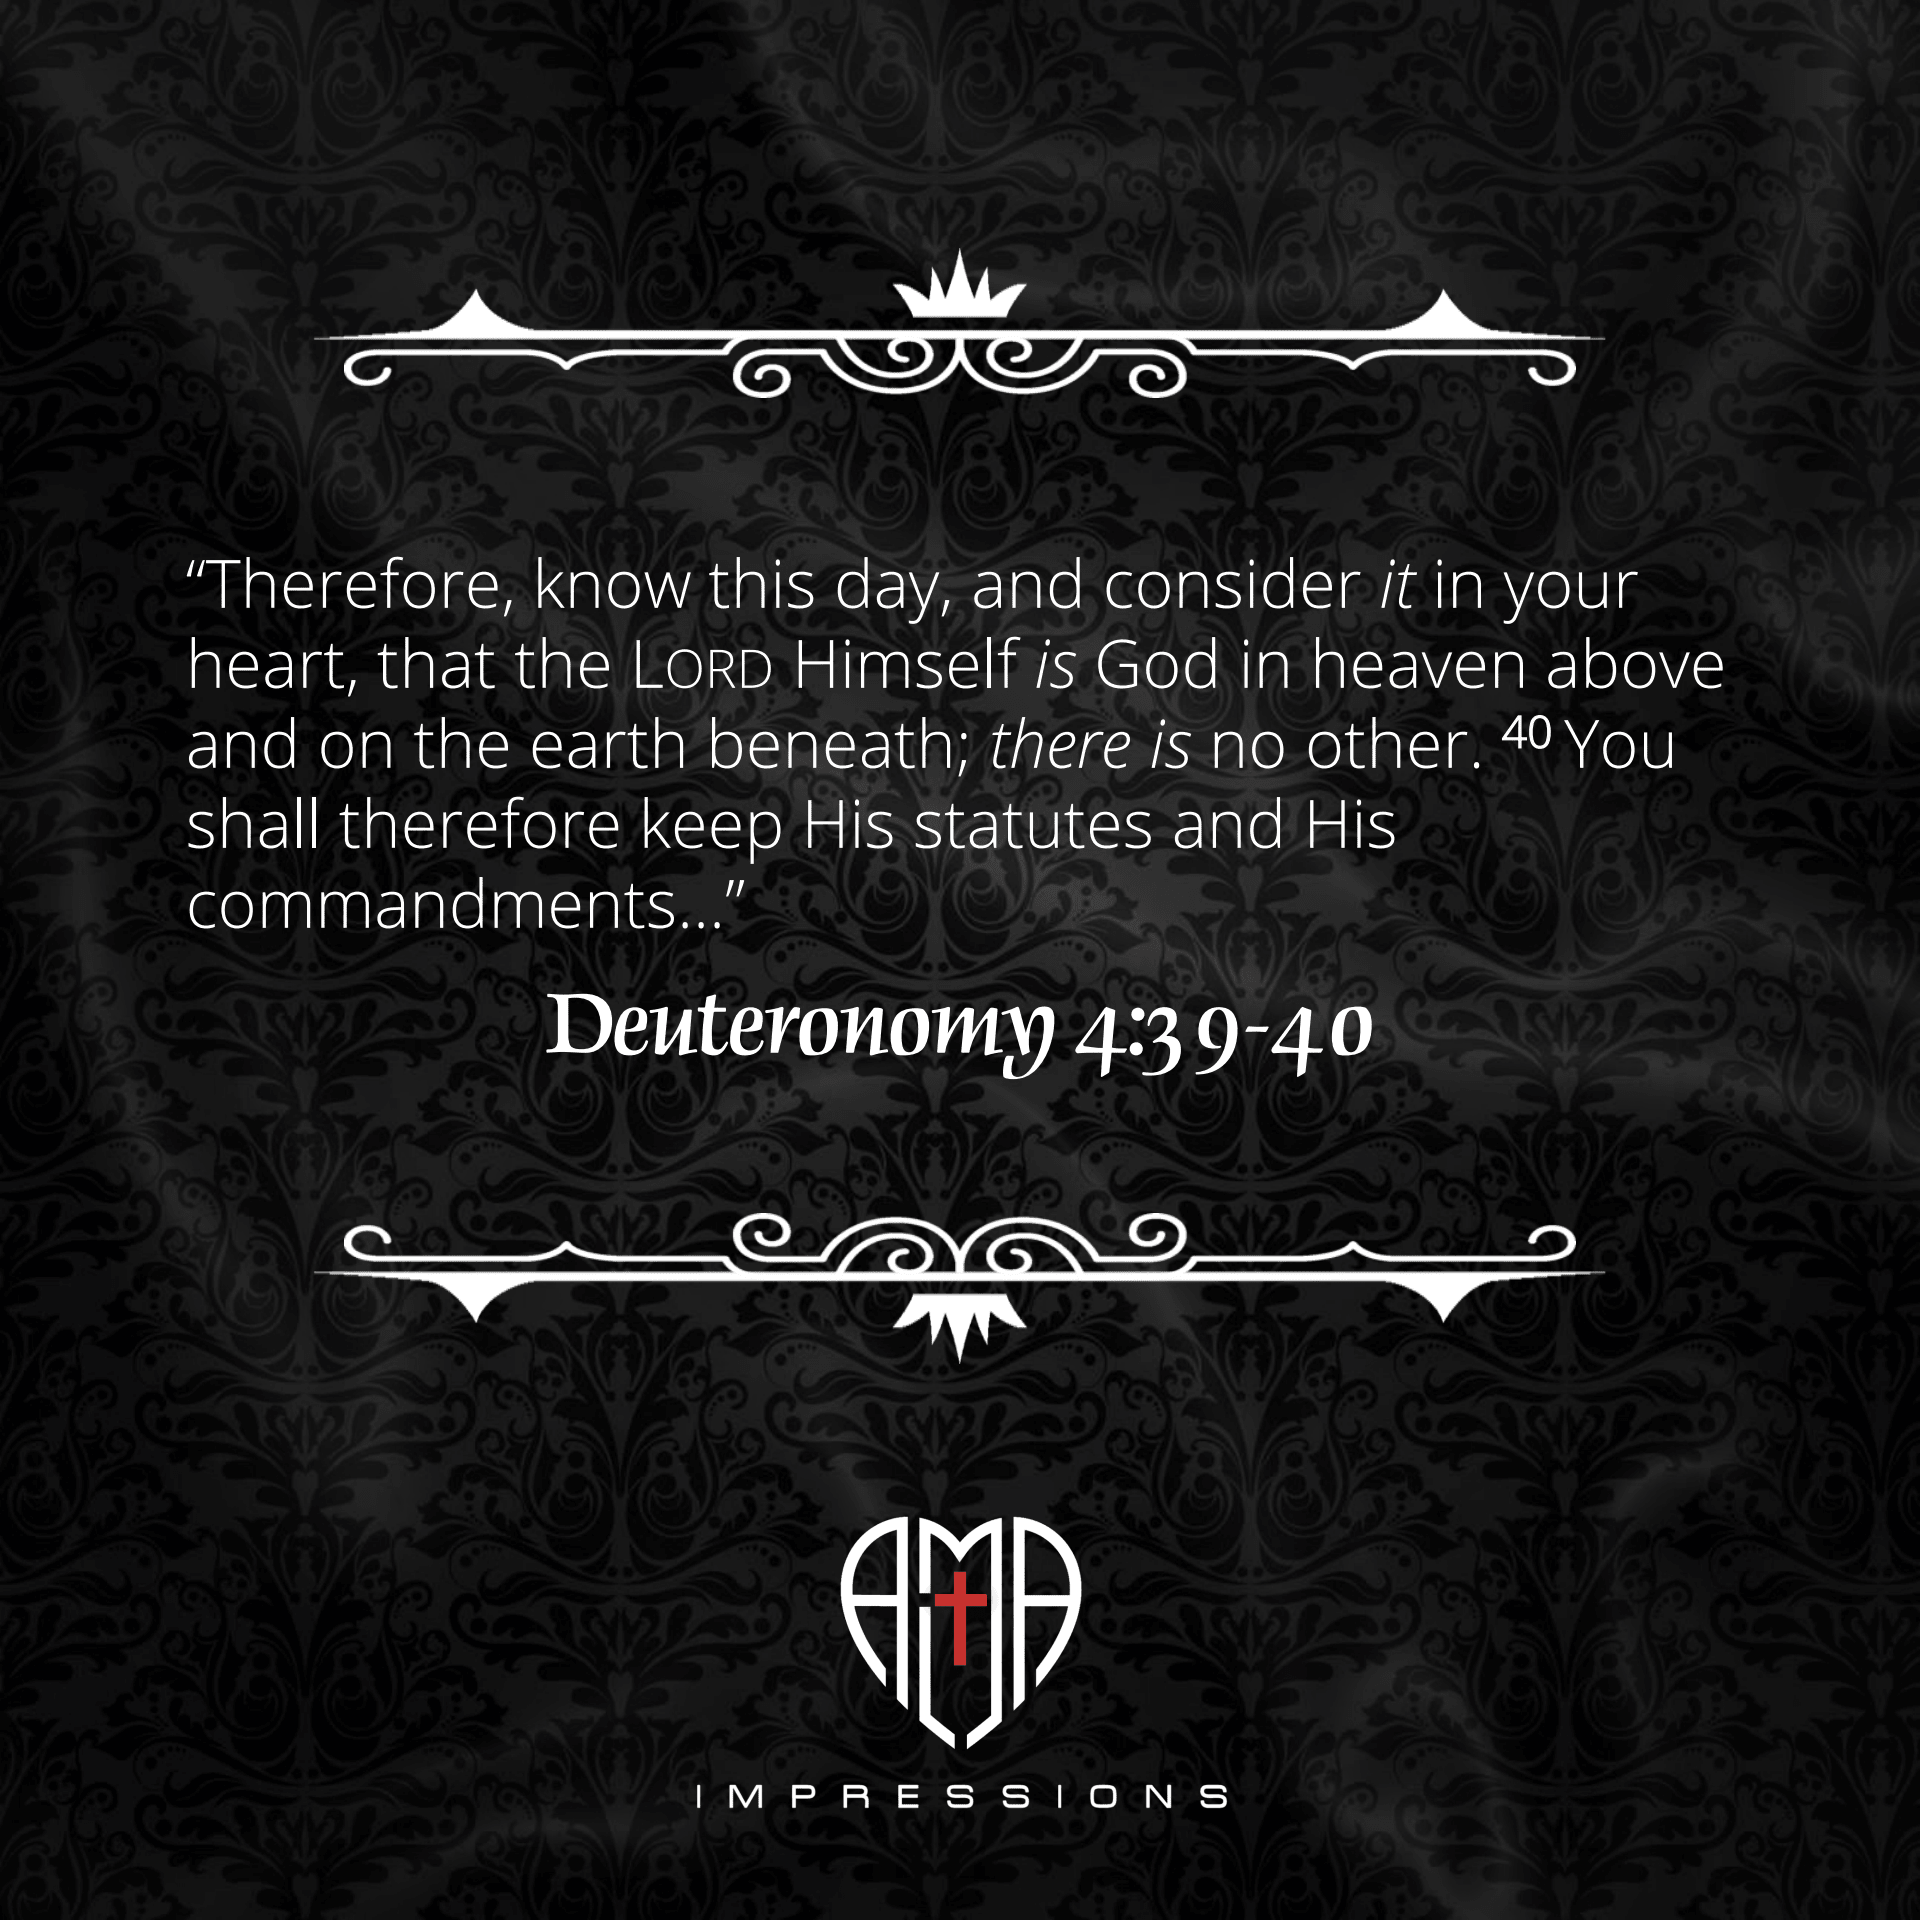 “Therefore, know this day, and consider it in your
heart, that the LORD Himself is God in heaven above
and on the earth beneath; there is no other. 40 You
shall therefore keep His statutes and His
commandments...”
Deuteronomy 4:39-40
AMA
IMPRESSIONS